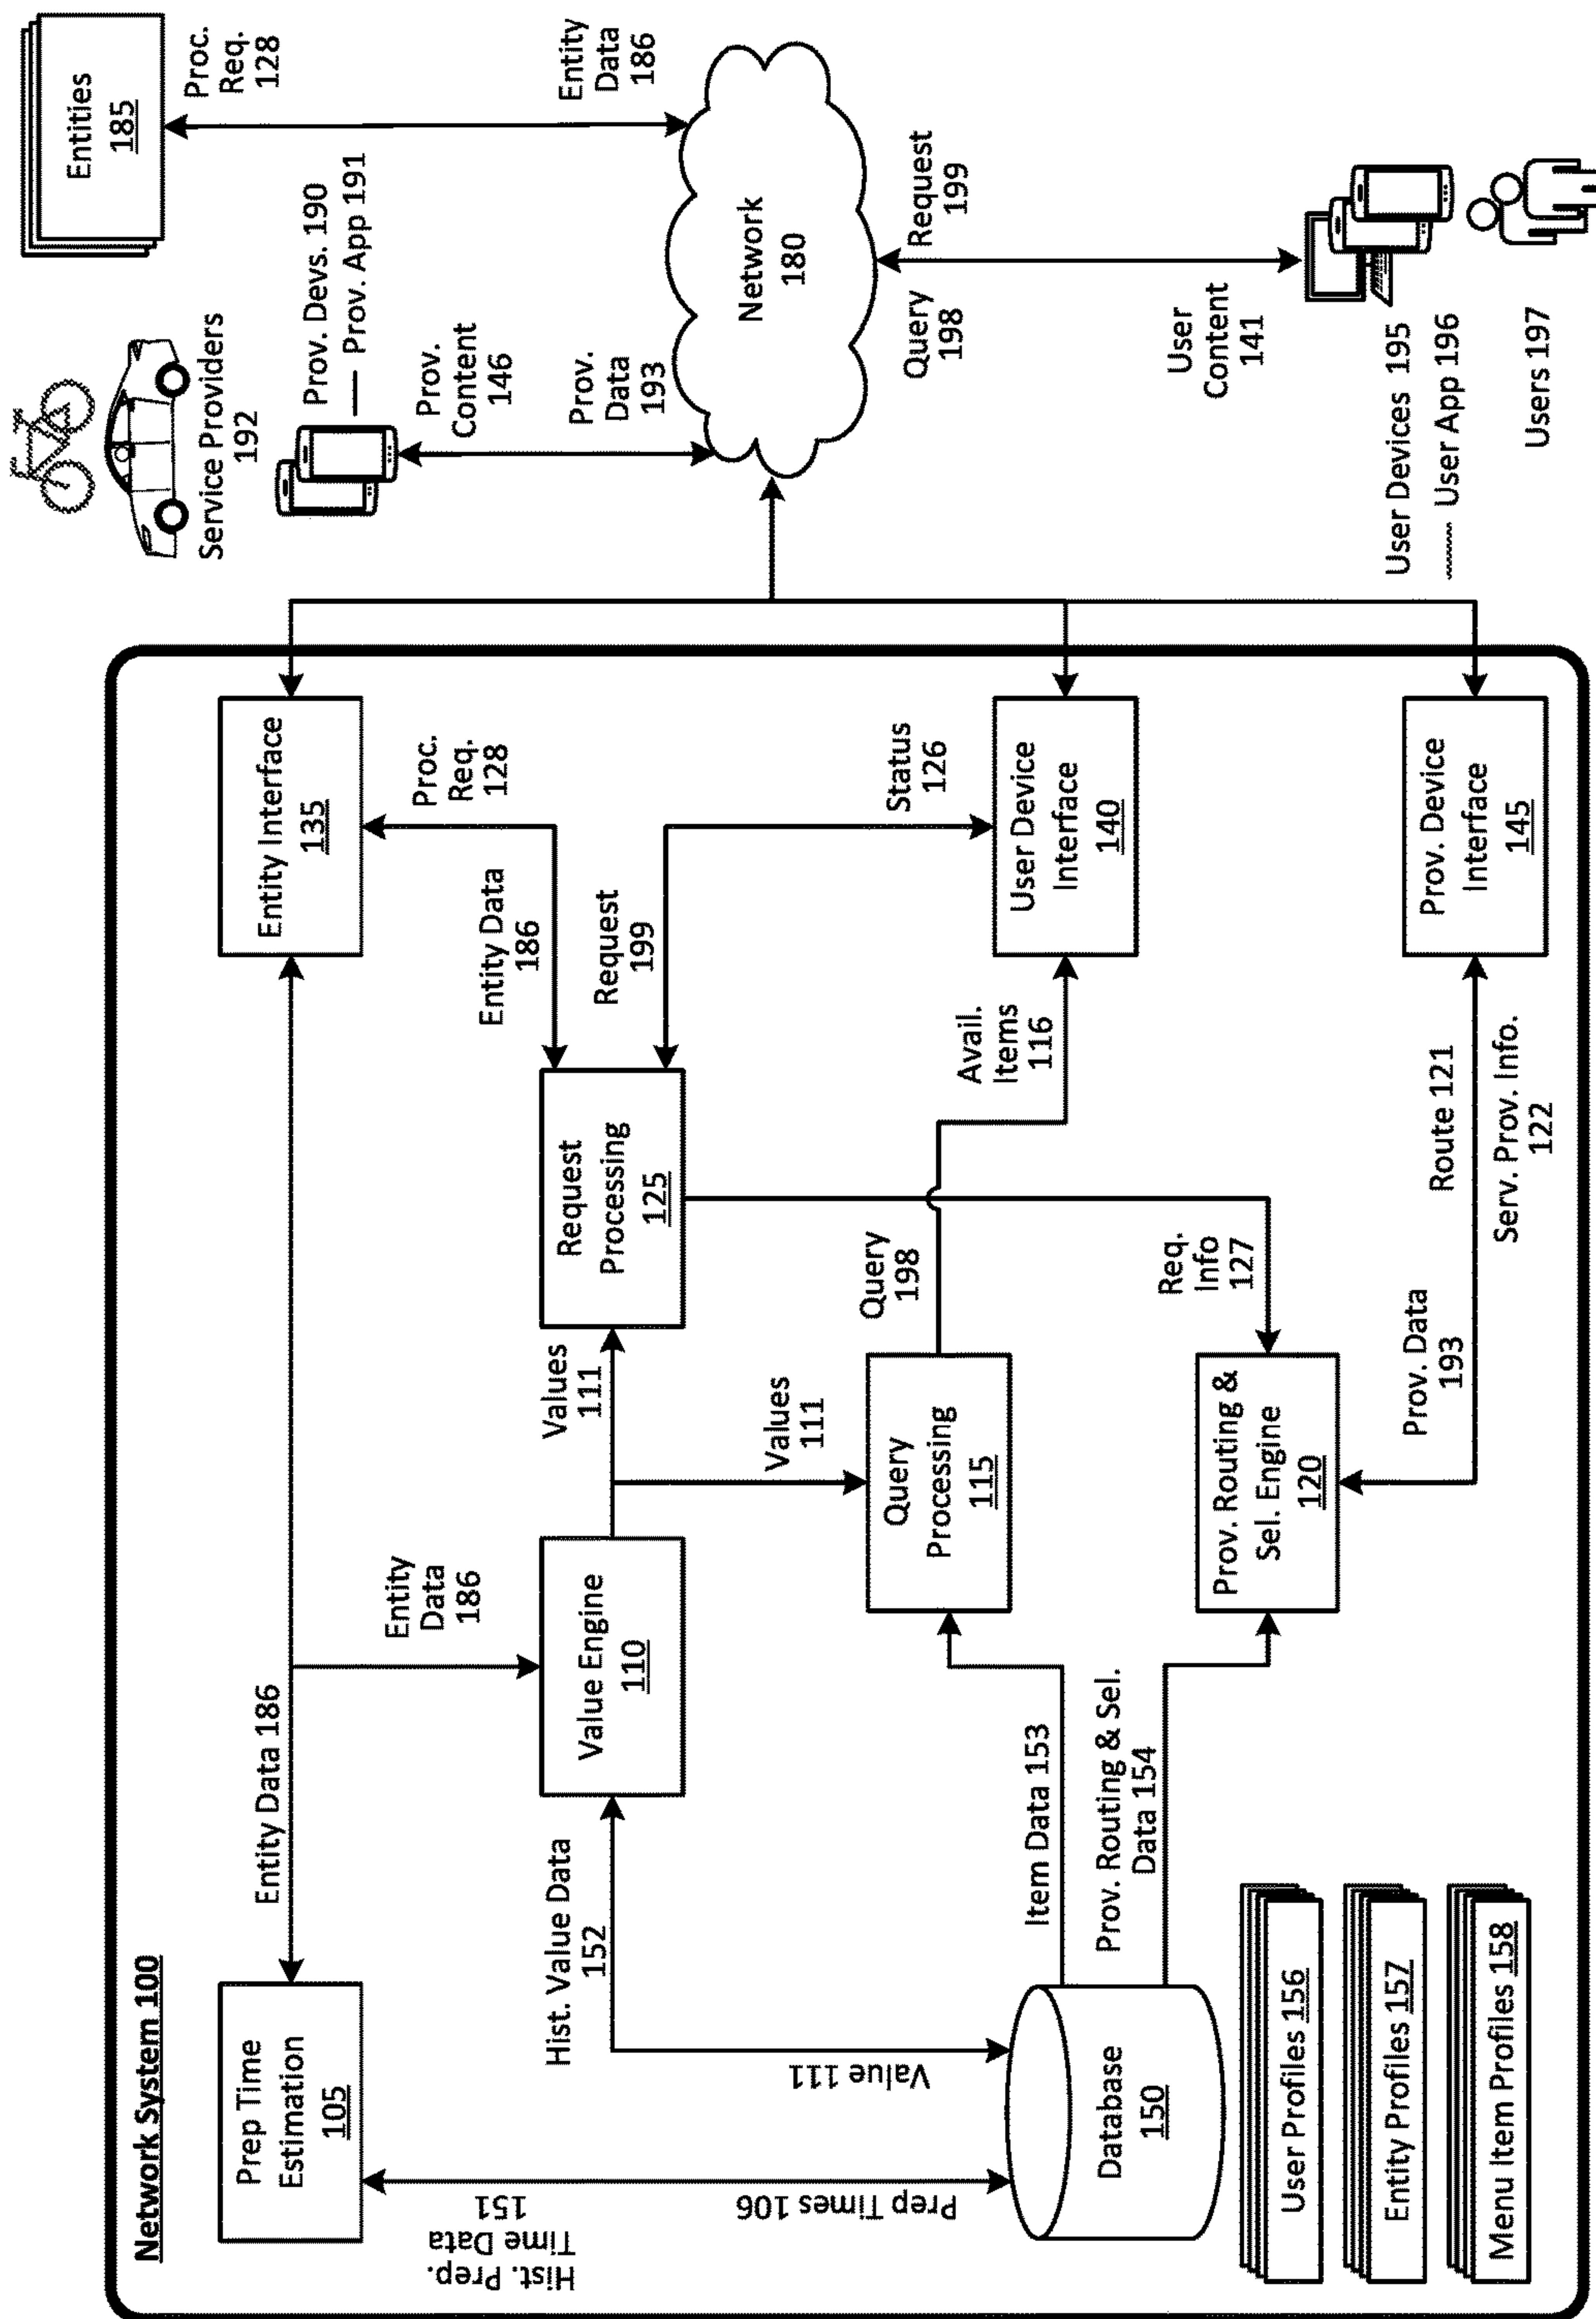 Network System 100
Prep Time
Estimation
105
Entity Data 186
Entity Interface
135
Hist. Prep.
Time Data
151
Prep Times 106
Hist. Value Data
152
Value 111
Entity
Data
186
Value Engine
110
Values
111
Values
111
Request
Processing
125
Entity Data
186
Proc.
Req.
128
Request
199
Status
126
Query
Processing
115
Query
198
Avail.
Items
116
User Device
Interface
140
Item Data 153
Prov. Routing & Sel.
Data 154
Prov. Routing &
Sel. Engine
120
Req.
Info
127
Prov. Data
193
Route 121
Serv. Prov. Info.
122
Prov. Device
Interface
145
Database
150
User Profiles 156
Entity Profiles 157
Menu Item Profiles 158
Service Providers
192
Prov. Devs. 190
Prov. App 191
Prov.
Content
146
Prov.
Data
193
Entities
185
Proc.
Req.
128
Entity
Data
186
Network
180
Query
198
Request
199
User
Content
141
User Devices 195
User App 196
Users 197